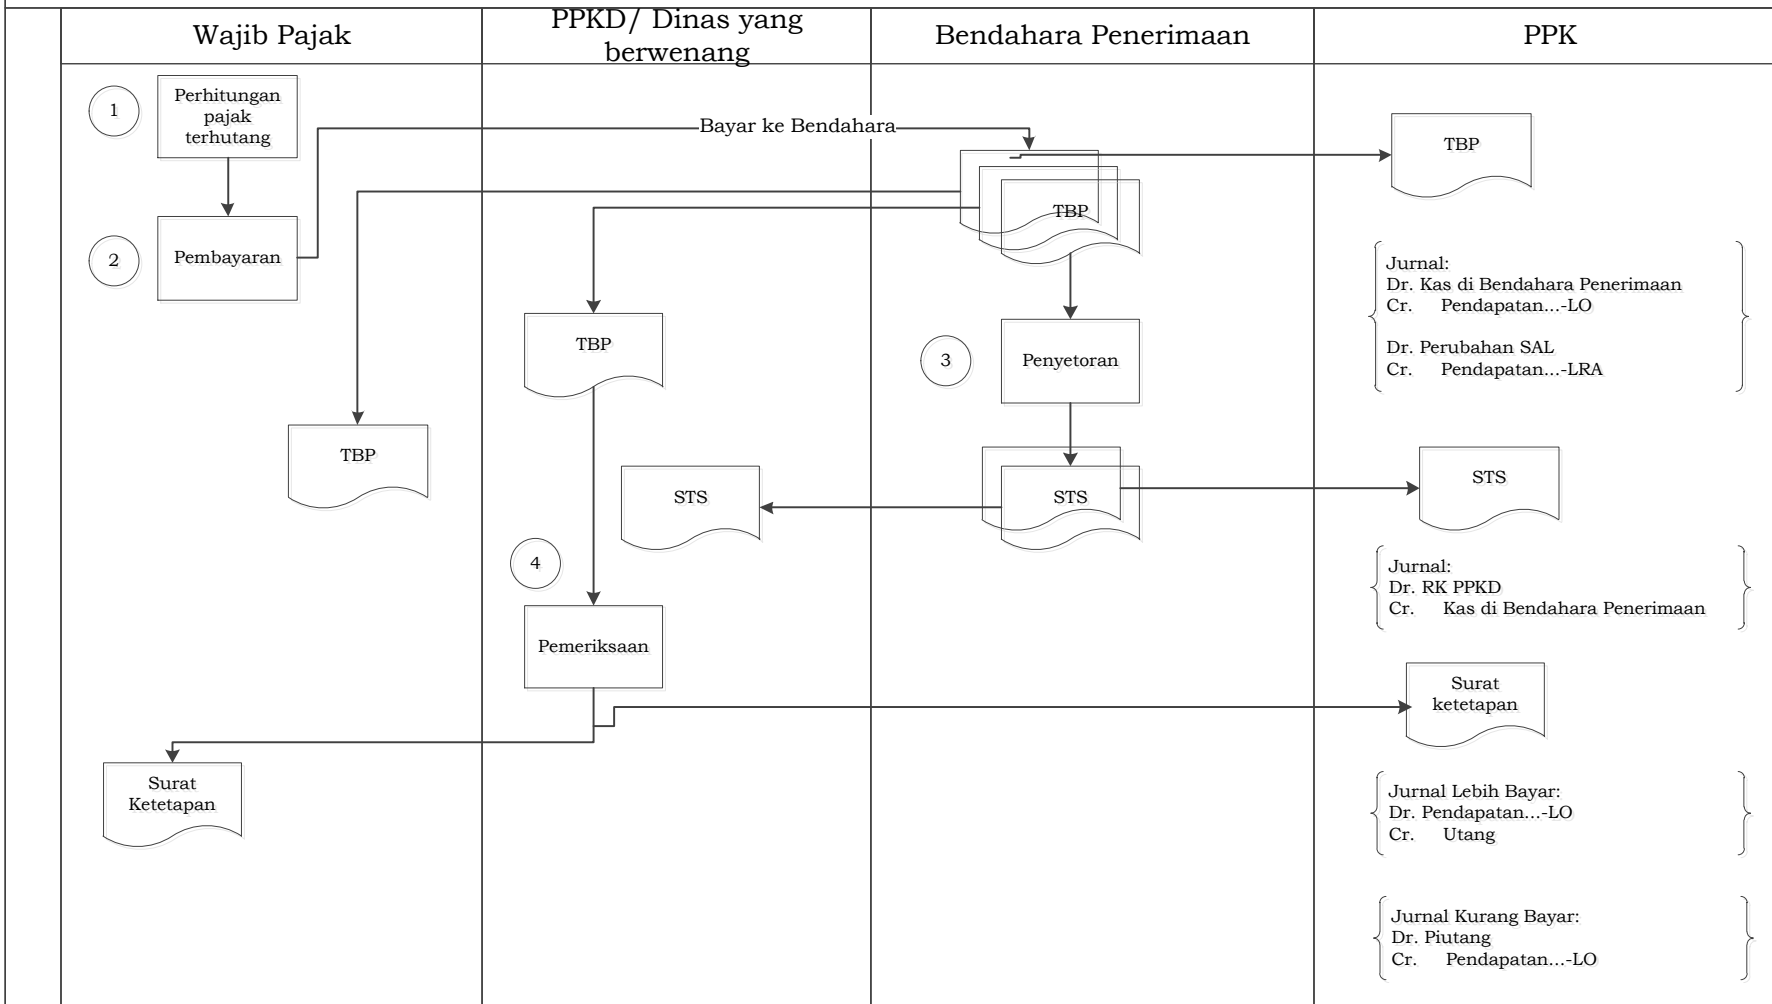 Wajib Pajak
PPKD/ Dinas yang
berwenang
Bendahara Penerimaan
PPK
1
Perhitungan
pajak
terhutang
Bayar ke Bendahara
TBP
TBP
2
Pembayaran
Jurnal:
Dr. Kas di Bendahara Penerimaan
Cr. Pendapatan...-LO
Dr. Perubahan SAL
Cr. Pendapatan...-LRA
TBP
3
Penyetoran
TBP
STS
STS
STS
4
Jurnal:
Dr. RK PPKD
Cr. Kas di Bendahara Penerimaan
Pemeriksaan
Surat
ketetapan
Surat
Ketetapan
Jurnal Lebih Bayar:
Dr. Pendapatan...-LO
Cr. Utang
Jurnal Kurang Bayar:
Dr. Piutang
Cr. Pendapatan...-LO